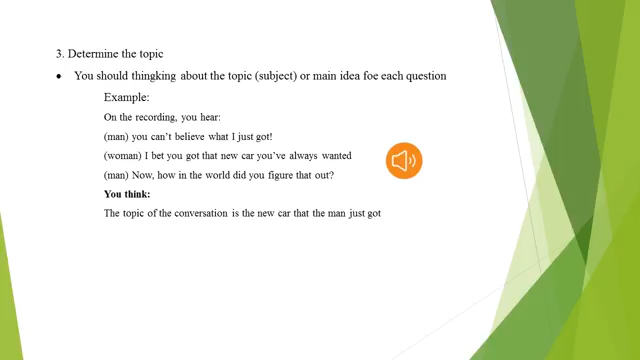 3. Determine the topic
• You should thingking about the topic (subject) or main idea foe each question
Example:
On the recording, you hear:
(man) you can't believe what I just got!
(woman) I bet you got that new car you've always wanted
(man) Now, how in the world did you figure that out?
You think:
The topic of the conversation is the new car that the man just got